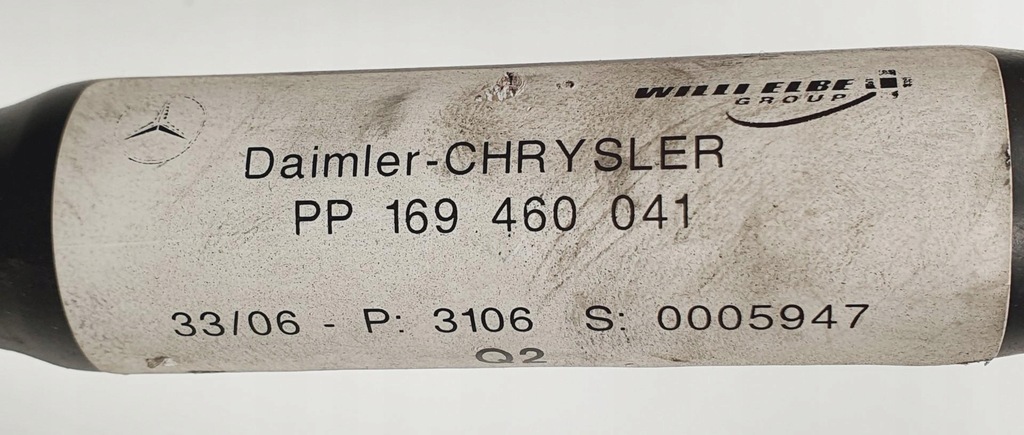 WILLI ELBE
GROUP
Daimler-CHRYSLER
PP 169 460 041
33/06 - P: 3106 S: 0005947
Q2